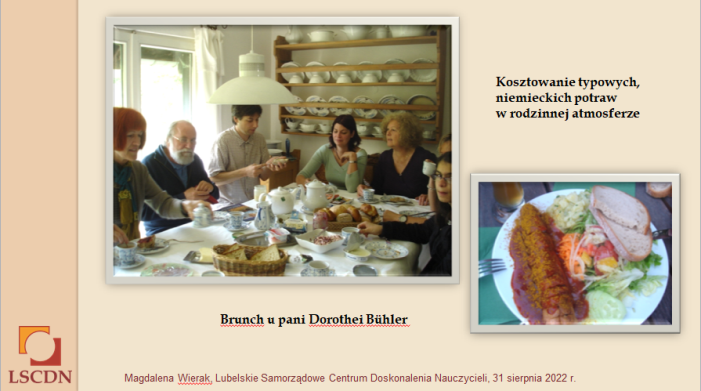 Kosztowanie typowych,
niemieckich potraw
w rodzinnej atmosferze
Brunch u pani Dorothei Bühler
LSCDN
Magdalena Wierak, Lubelskie Samorządowe Centrum Doskonalenia Nauczycieli, 31 sierpnia 2022 r.